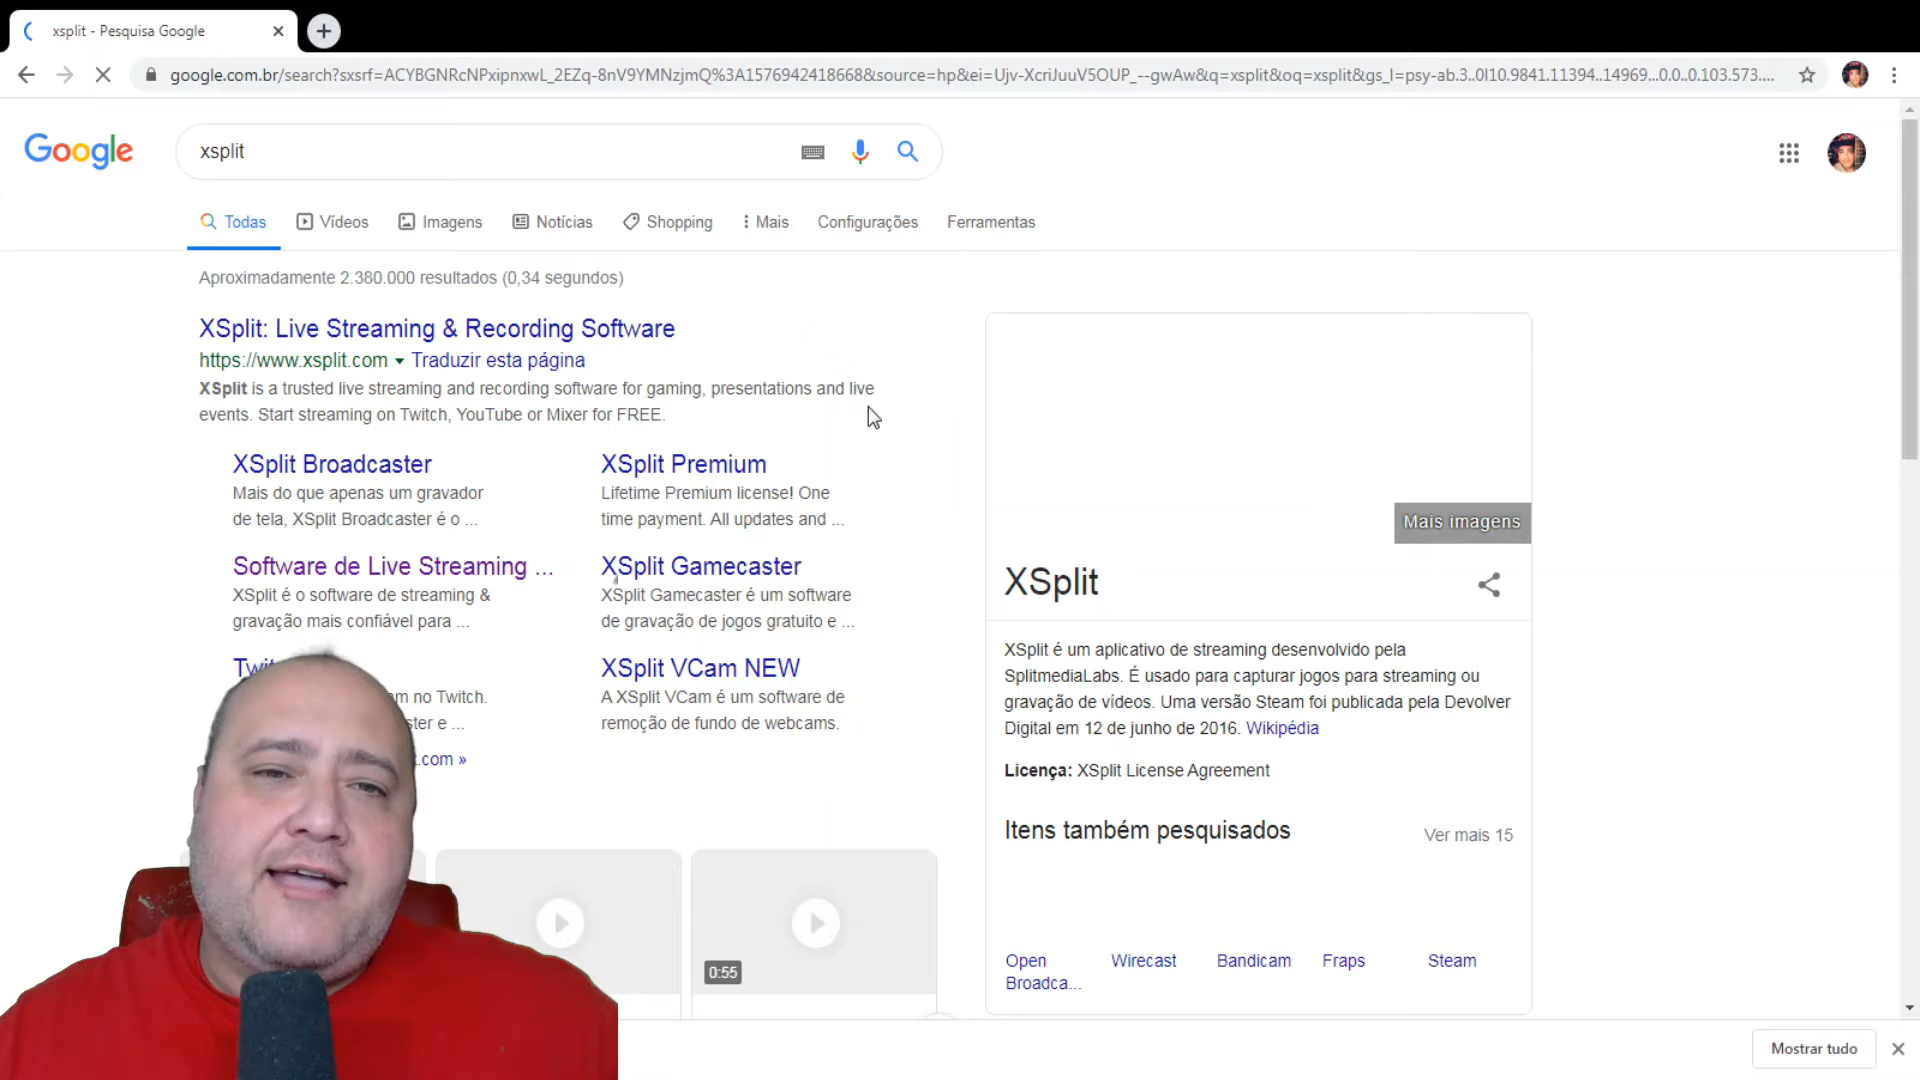 xsplit - Pesquisa Google
google.com.br/search?sxsrf=ACYBGNRcNPxipnxwL_2EZq-8nV9YMNzjmQ%3A1576942418668&source=hp&ei=Ujv-XcriJuuV5OUP_--gwAw&q=xsplit&oq=xsplit&gs_l=psy-ab.3..0l10.9841.11394..14969...0.0..0.103.573....
Google
xsplit
Todas Vídeos Imagens Notícias Shopping Mais Configurações Ferramentas
Aproximadamente 2.380.000 resultados (0,34 segundos)
XSplit: Live Streaming & Recording Software
https://www.xsplit.com Traduzir esta página
XSplit is a trusted live streaming and recording software for gaming, presentations and live
events. Start streaming on Twitch, YouTube or Mixer for FREE.
XSplit Broadcaster
Mais do que apenas um gravador
de tela, XSplit Broadcaster é o ...
XSplit Premium
Lifetime Premium license! One
time payment. All updates and ...
Software de Live Streaming ...
XSplit é o software de streaming &
gravação mais confiável para ...
XSplit Gamecaster
XSplit Gamecaster é um software
de gravação de jogos gratuito e ...
no Twitch.
e ...
XSplit VCam NEW
A XSplit VCam é um software de
remoção de fundo de webcams.
.com »
0:55
Mais imagens
XSplit
XSplit é um aplicativo de streaming desenvolvido pela
SplitmediaLabs. É usado para capturar jogos para streaming ou
gravação de vídeos. Uma versão Steam foi publicada pela Devolver
Digital em 12 de junho de 2016. Wikipédia
Licença: XSplit License Agreement
Itens também pesquisados
Ver mais 15
Open
Broadca...
Wirecast
Bandicam
Fraps
Steam
Mostrar tudo